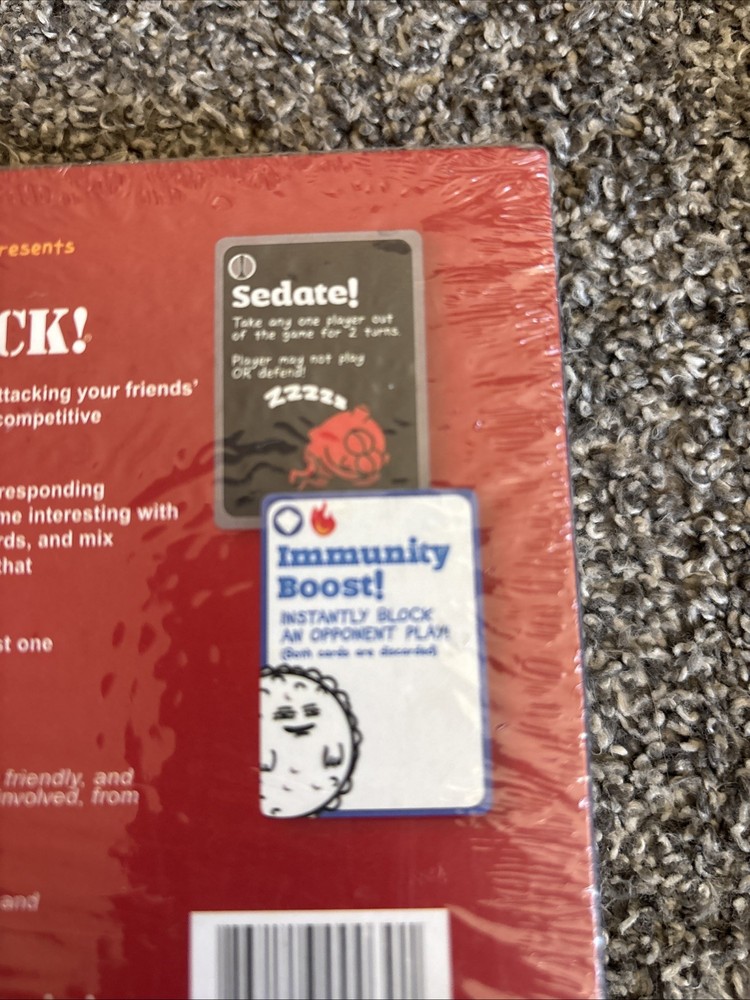 resents
CK!
ttacking your friends'
competitive
responding
me interesting with
rds, and mix
that
st one
friendly, and
involved, from
and
Sedate!
Take any one player out
of the game for 2 turns.
Player may not play
OR defend!
ZZZZZ
Immunity
Boost!
INSTANTLY BLOCK
AN OPPONENT PLAY!
(Both cards are discarded)